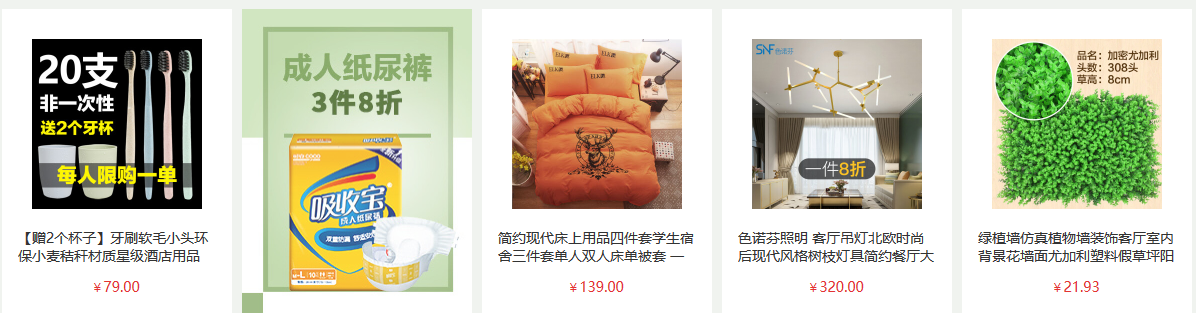 20支
非一次性
送2个牙杯
每人限购一单
【赠2个杯子】牙刷软毛小头环
保小麦秸秆材质星级酒店用品
￥79.00
成人纸尿裤
3件8折
吸收宝
成人纸尿裤
简约现代床上用品四件套学生宿
舍三件套单人双人床单被套 一
￥139.00
SNF 色诺芬
一件8折
色诺芬照明 客厅吊灯北欧时尚
后现代风格树枝灯具简约餐厅大
￥320.00
品名：加密尤加利
头数：308头
草高：8cm
绿植墙仿真植物墙装饰客厅室内
背景花墙面尤加利塑料假草坪阳
￥21.93